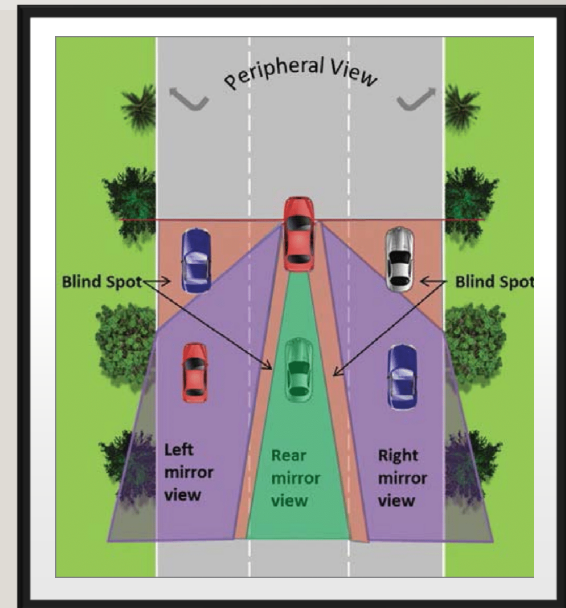 Peripheral View
Blind Spot
Blind Spot
Left
mirror
view
Rear
mirror
view
Right
mirror
view